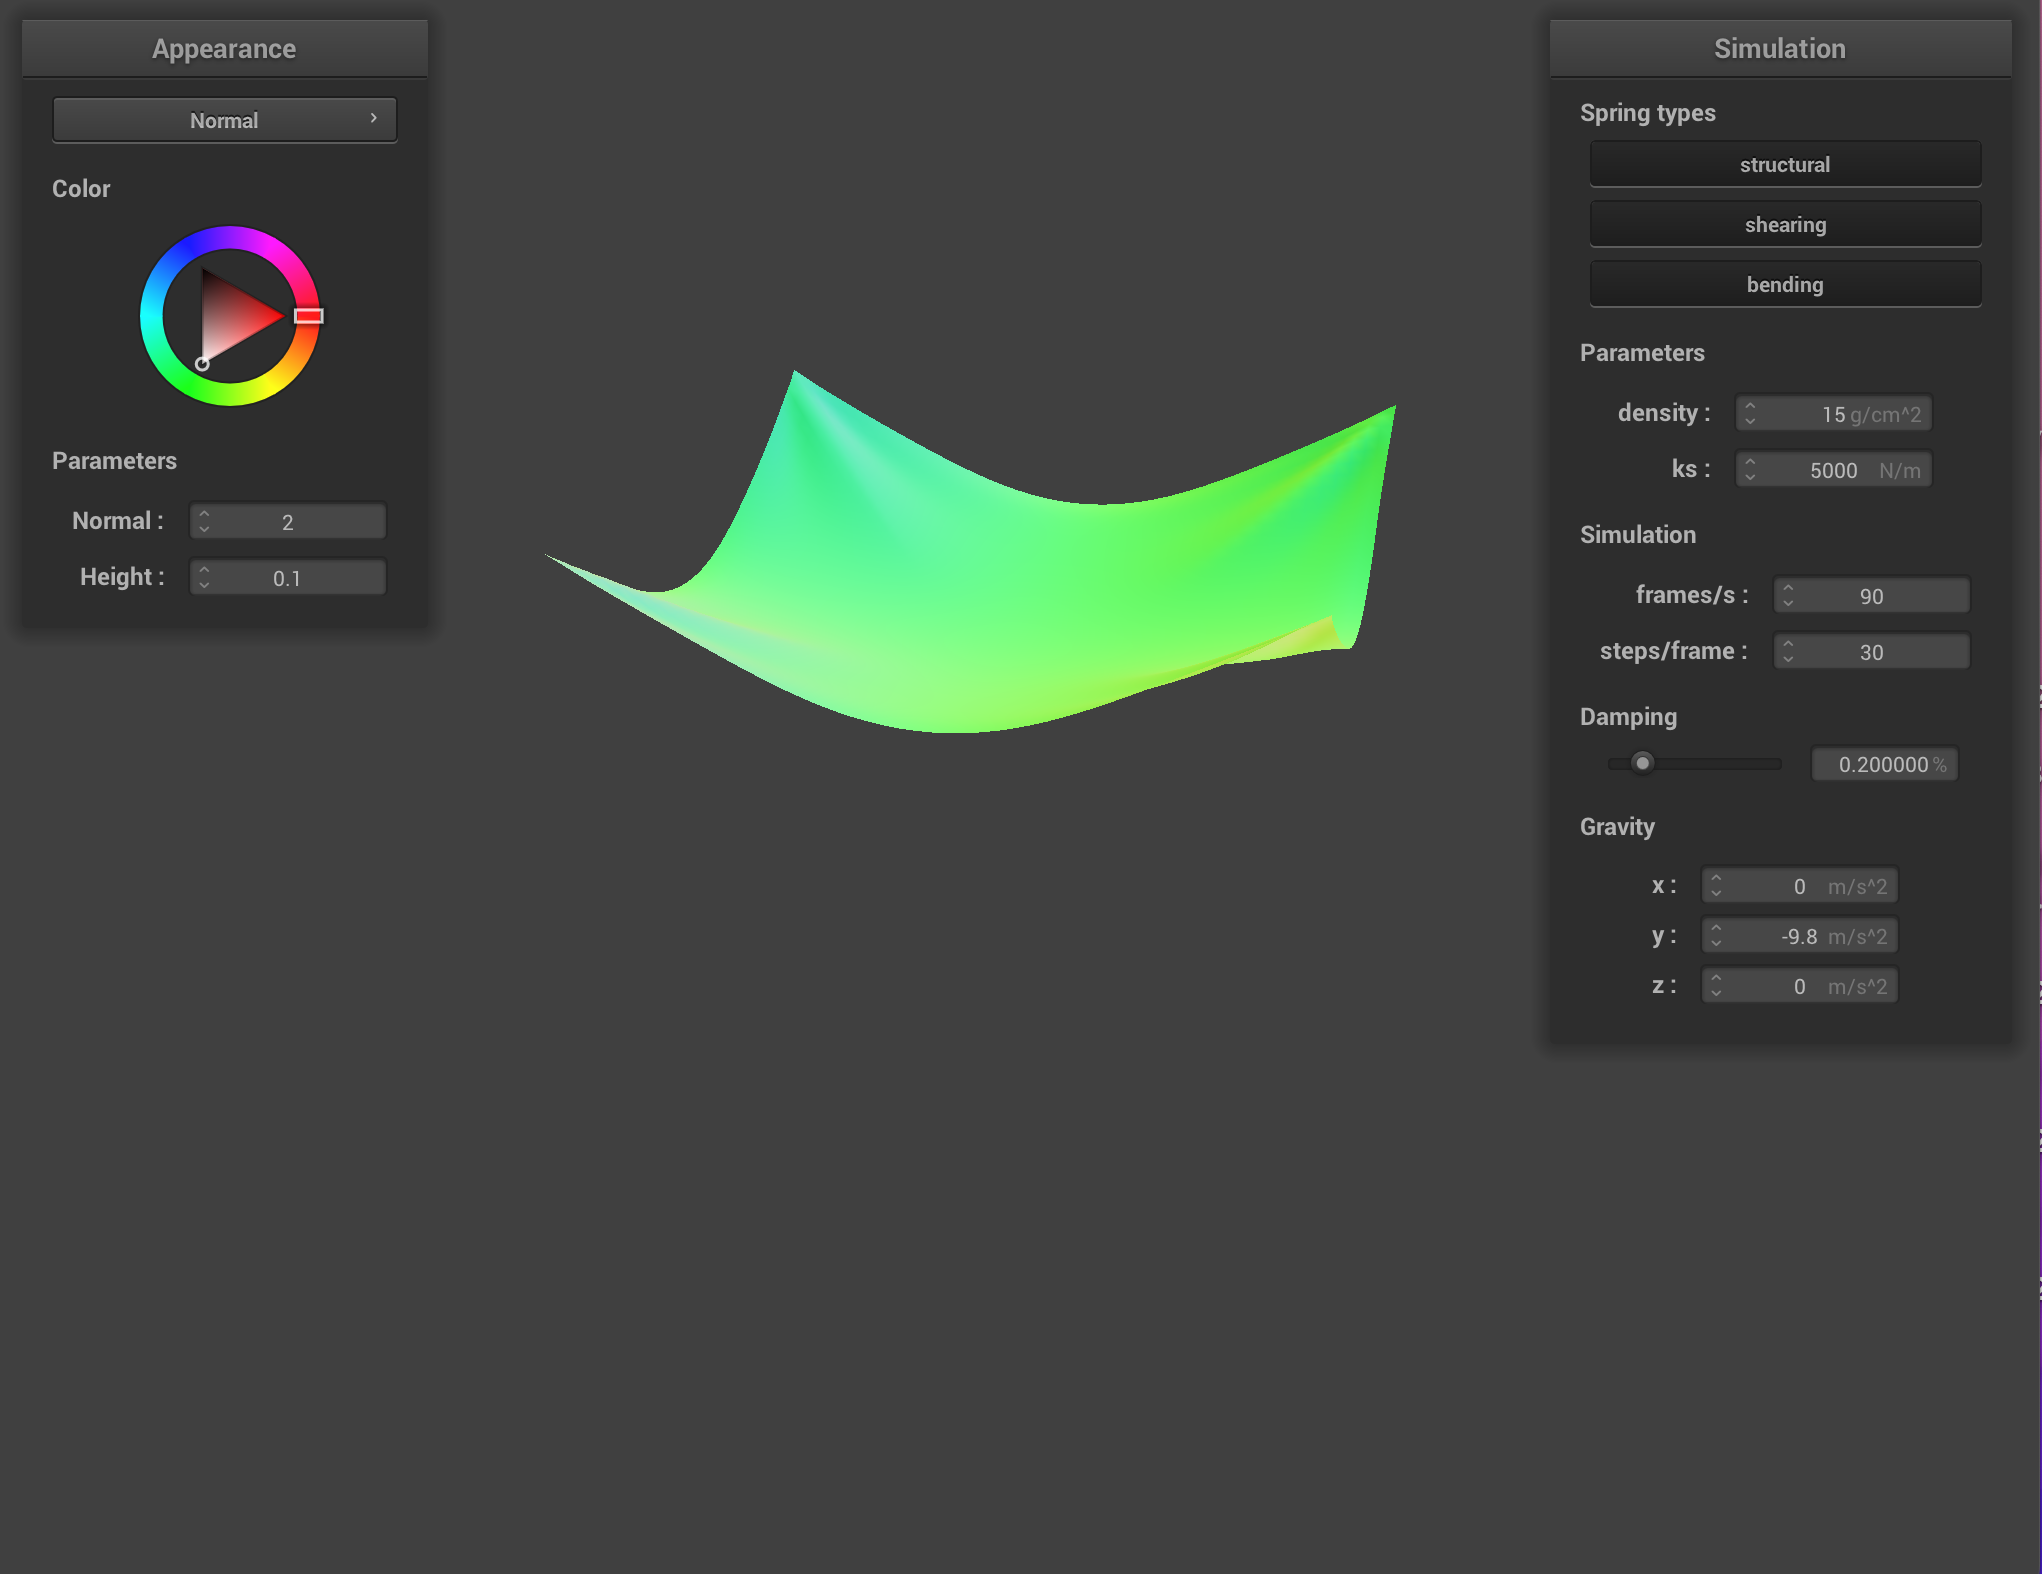 Appearance
Normal
Color
Parameters
Normal : 2
Height : 0.1
Simulation
Spring types
structural
shearing
bending
Parameters
density : 15 g/cm^2
ks : 5000 N/m
Simulation
frames/s : 90
steps/frame : 30
Damping
0.200000 %
Gravity
x : 0 m/s^2
y : -9.8 m/s^2
z : 0 m/s^2